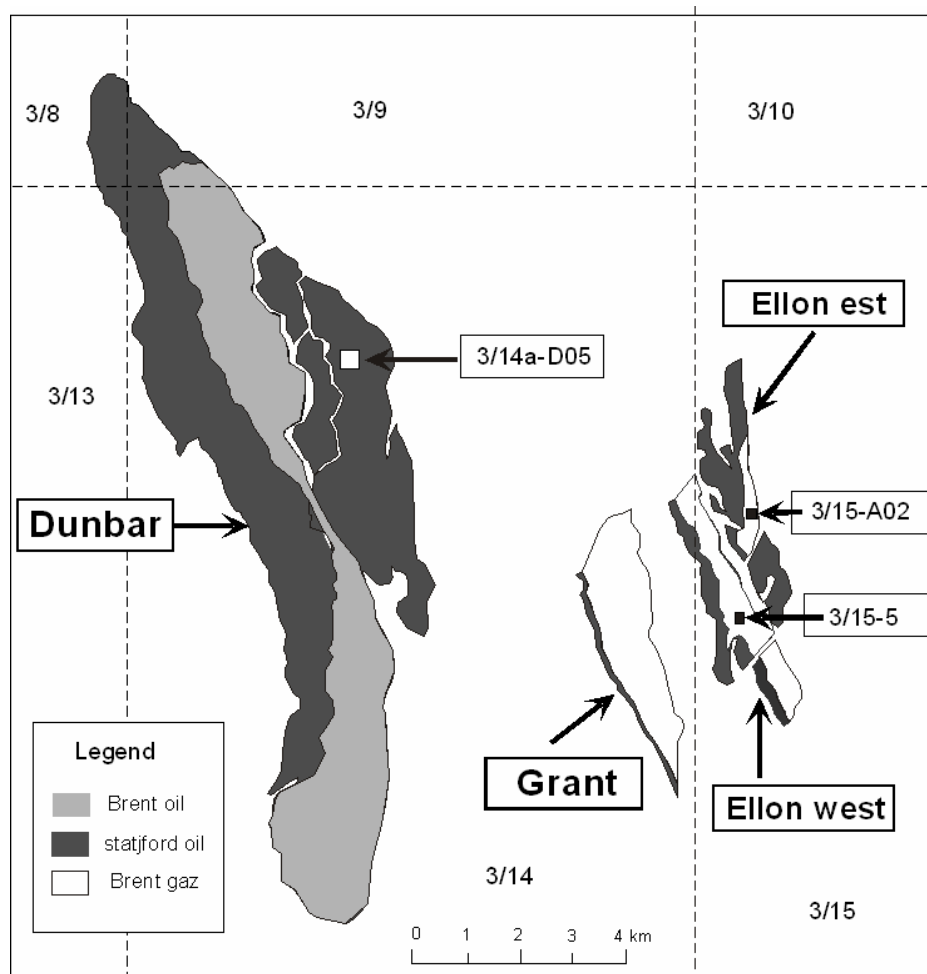 3/8
3/9
3/10
Ellon est
3/14a-D05
3/13
3/15-A02
Dunbar
3/15-5
Legend
Brent oil
statjford oil
Brent gaz
Grant
Ellon west
3/14
3/15
0 1 2 3 4 km